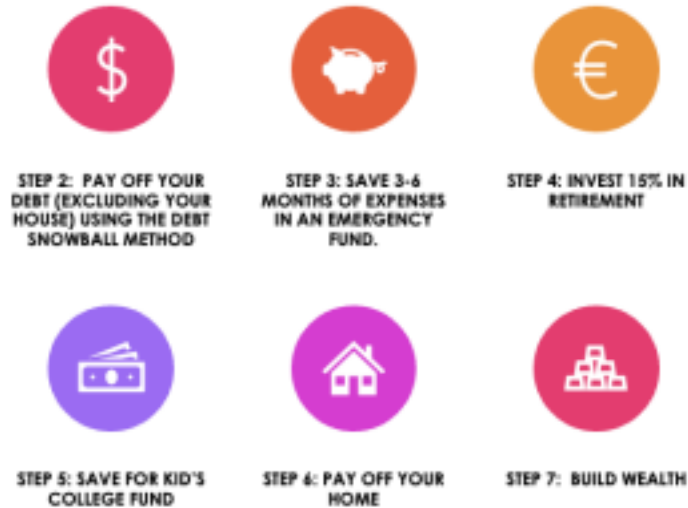 $
€
STEP 2: PAY OFF YOUR
DEBT (EXCLUDING YOUR
HOUSE) USING THE DEBT
SNOWBALL METHOD
STEP 3: SAVE 3-6
MONTHS OF EXPENSES
IN AN EMERGENCY
FUND.
STEP 4: INVEST 15% IN
RETIREMENT
STEP 5: SAVE FOR KID'S
COLLEGE FUND
STEP 6: PAY OFF YOUR
HOME
STEP 7: BUILD WEALTH